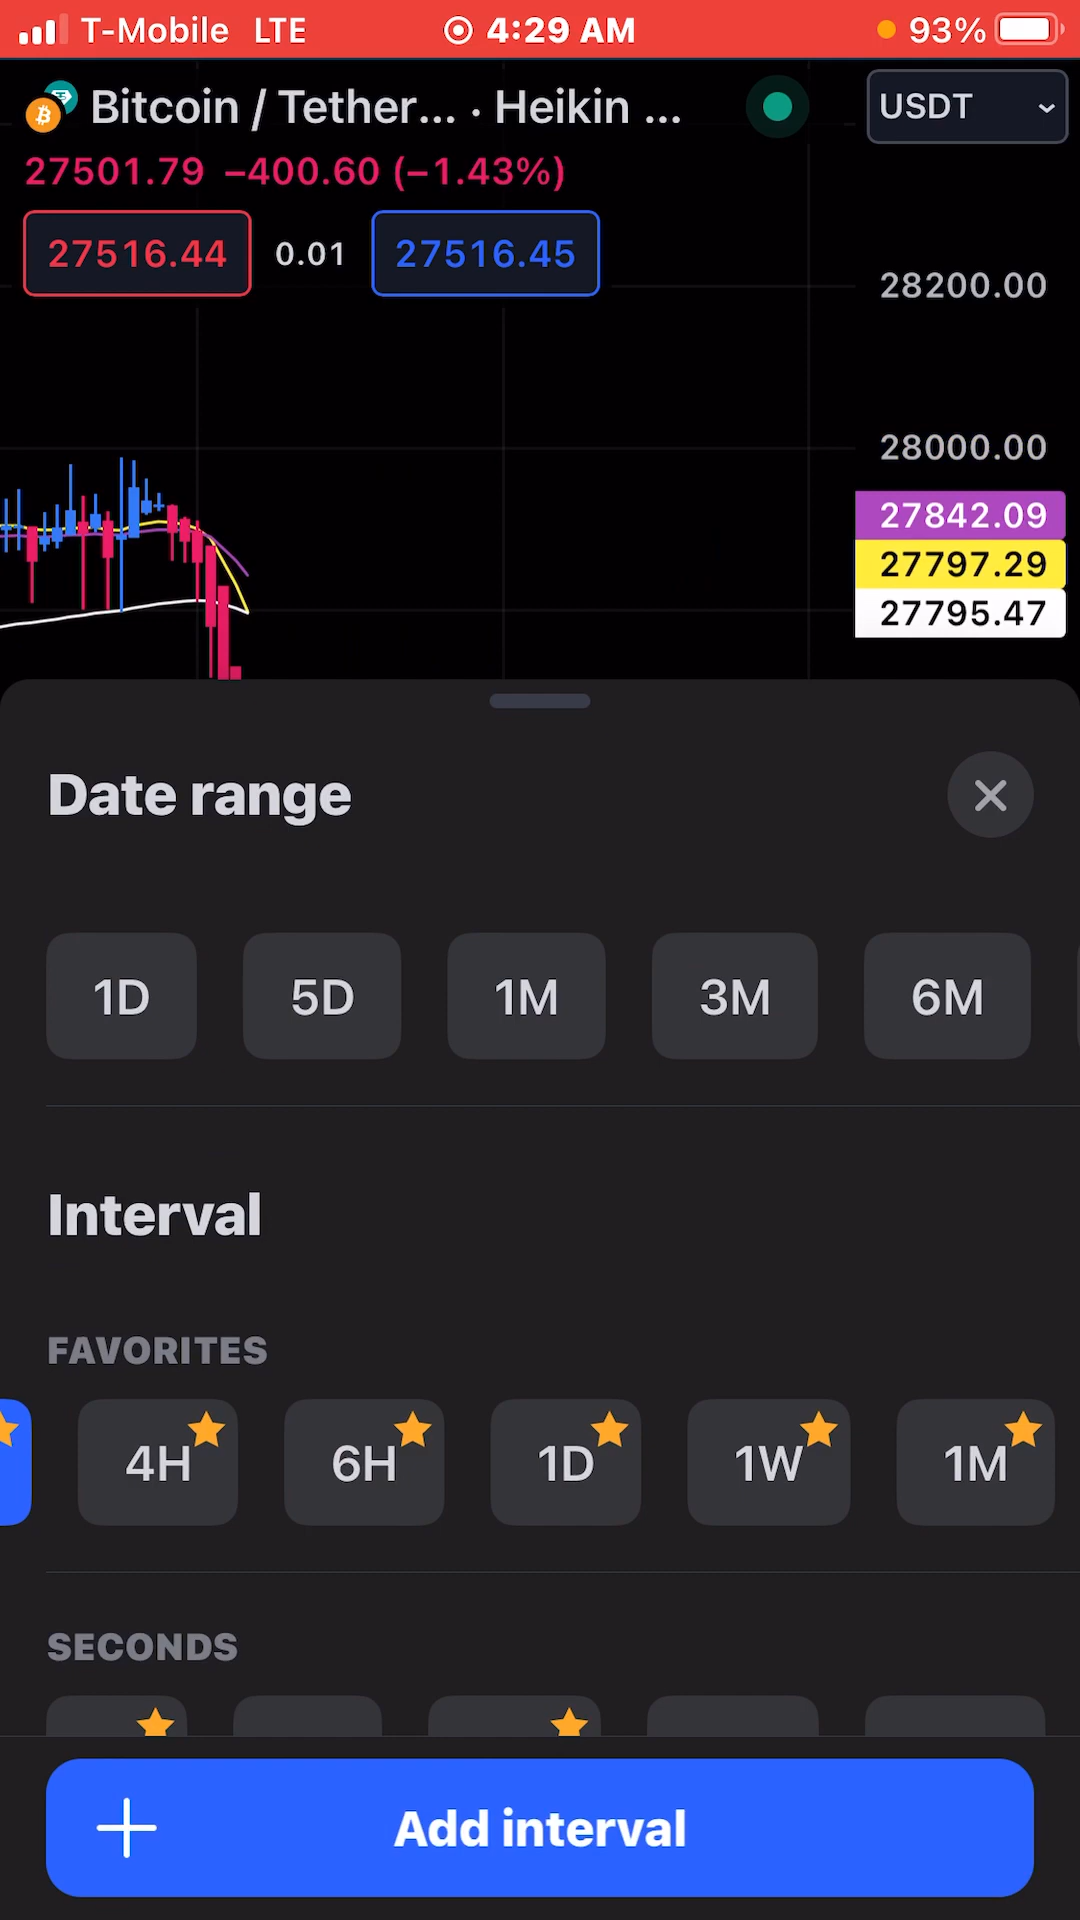 T-Mobile LTE 4:29 AM 93%
Bitcoin / Tether... · Heikin ... USDT
27501.79 −400.60 (−1.43%)
27516.44 0.01 27516.45
28200.00
28000.00
27842.09
27797.29
27795.47
Date range
1D 5D 1M 3M 6M
Interval
FAVORITES
4H 6H 1D 1W 1M
SECONDS
Add interval